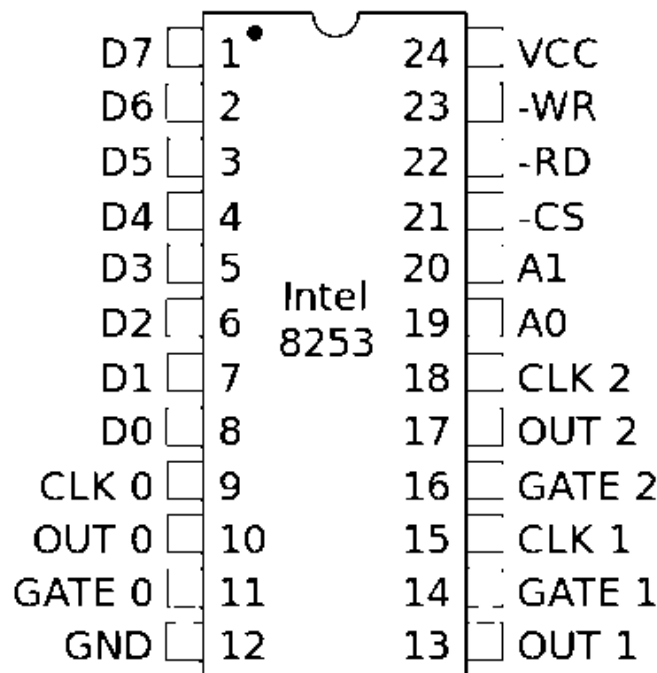 D7 1 24 VCC
D6 2 23 -WR
D5 3 22 -RD
D4 4 21 -CS
D3 5 20 A1
Intel
D2 6 19 A0
8253
D1 7 18 CLK 2
D0 8 17 OUT 2
CLK 0 9 16 GATE 2
OUT 0 10 15 CLK 1
GATE 0 11 14 GATE 1
GND 12 13 OUT 1